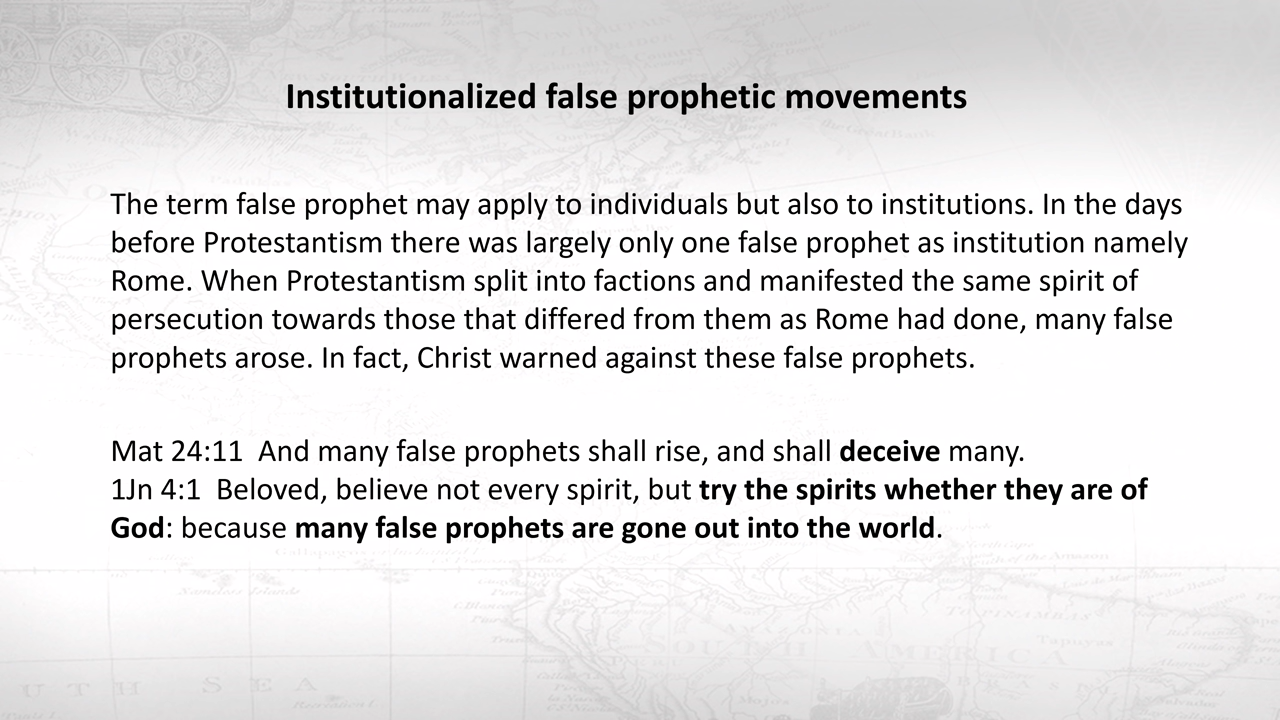 Institutionalized false prophetic movements
The term false prophet may apply to individuals but also to institutions. In the days
before Protestantism there was largely only one false prophet as institution namely
Rome. When Protestantism split into factions and manifested the same spirit of
persecution towards those that differed from them as Rome had done, many false
prophets arose. In fact, Christ warned against these false prophets.
Mat 24:11  And many false prophets shall rise, and shall deceive many.
1Jn 4:1  Beloved, believe not every spirit, but try the spirits whether they are of
God: because many false prophets are gone out into the world.
UTH SEA
SOUTH AMERICA